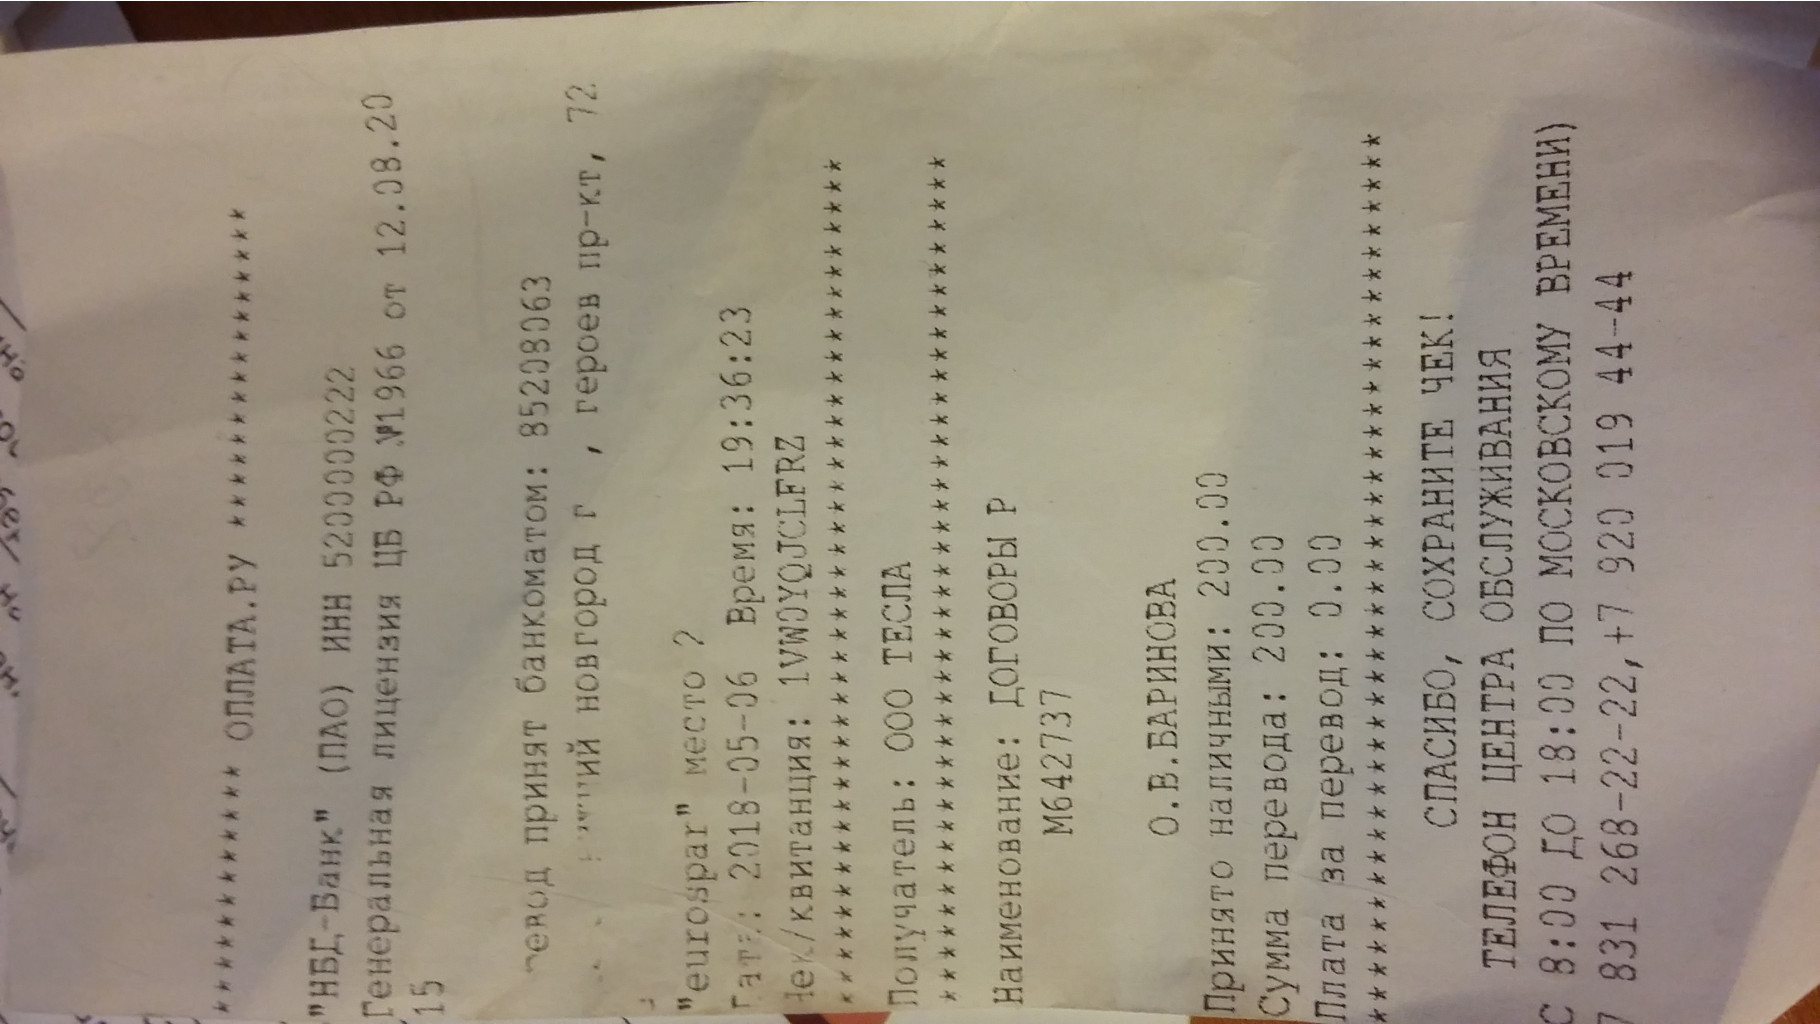 ************ ОПЛАТА.РУ ****************
"НБД-Банк" (ПАО) ИНН 5200000222
Генеральная лицензия ЦБ РФ №1966 от 12.08.20
15
принят банкоматом: 85208063
новгород г , героев пр-кт, 72
"eurospar" место 2
2018-05-06 Время: 19:36:23
1VW0YQJCLFRZ
****************************************
Получатель: ООО ТЕСЛА
****************************************
Наименование: ДОГОВОРЫ Р
М642737
О.В.БАРИНОВА
Принято наличными: 200.00
Сумма перевода: 200.00
Плата за перевод: 0.00
******************************************
СПАСИБО, СОХРАНИТЕ ЧЕК!
ТЕЛЕФОН ЦЕНТРА ОБСЛУЖИВАНИЯ
С 8:00 ДО 18:00 ПО МОСКОВСКОМУ ВРЕМЕНИ)
7 831 268-22-22,+7 920 019 44-44